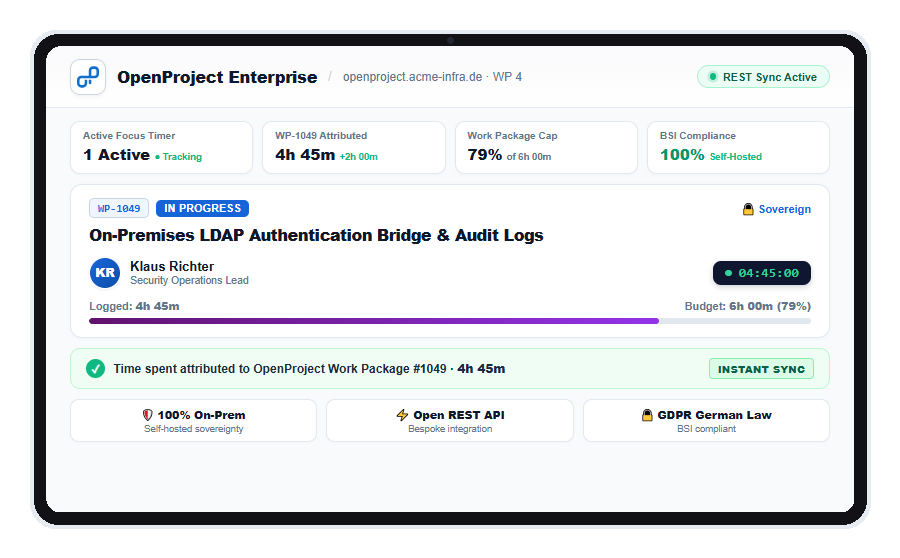 OpenProject Enterprise / openproject.acme-infra.de · WP 4
REST Sync Active
Active Focus Timer
1 Active • Tracking
WP-1049 Attributed
4h 45m +2h 00m
Work Package Cap
79% of 6h 00m
BSI Compliance
100% Self-Hosted
WP-1049 IN PROGRESS
Sovereign
On-Premises LDAP Authentication Bridge & Audit Logs
KR
Klaus Richter
Security Operations Lead
04:45:00
Logged: 4h 45m
Budget: 6h 00m (79%)
Time spent attributed to OpenProject Work Package #1049 · 4h 45m
INSTANT SYNC
100% On-Prem
Self-hosted sovereignty
Open REST API
Bespoke integration
GDPR German Law
BSI compliant